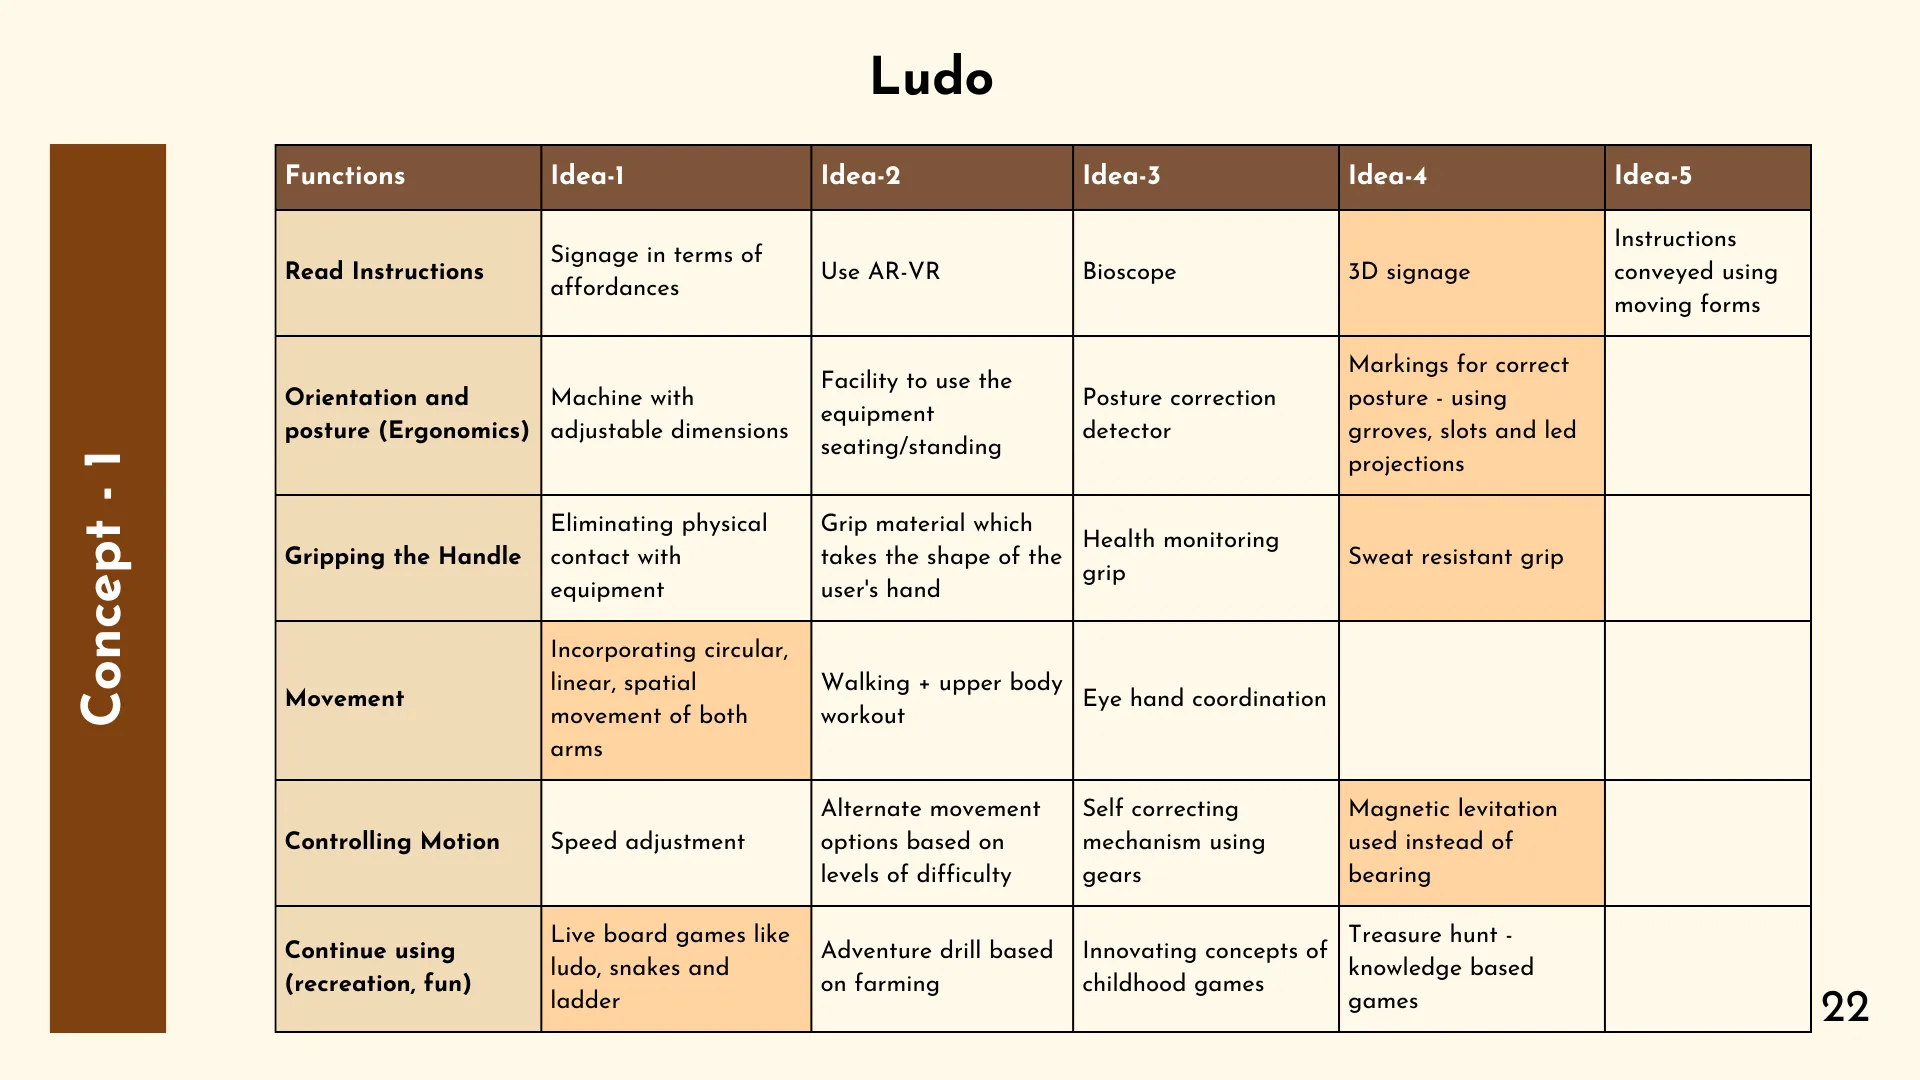 Ludo
Concept - 1
Functions
Idea-1
Idea-2
Idea-3
Idea-4
Idea-5
Read Instructions
Signage in terms of
affordances
Use AR-VR
Bioscope
3D signage
Instructions
conveyed using
moving forms
Orientation and
posture (Ergonomics)
Machine with
adjustable dimensions
Facility to use the
equipment
seating/standing
Posture correction
detector
Markings for correct
posture - using
grroves, slots and led
projections
Gripping the Handle
Eliminating physical
contact with
equipment
Grip material which
takes the shape of the
user's hand
Health monitoring
grip
Sweat resistant grip
Movement
Incorporating circular,
linear, spatial
movement of both
arms
Walking + upper body
workout
Eye hand coordination
Controlling Motion
Speed adjustment
Alternate movement
options based on
levels of difficulty
Self correcting
mechanism using
gears
Magnetic levitation
used instead of
bearing
Continue using
(recreation, fun)
Live board games like
ludo, snakes and
ladder
Adventure drill based
on farming
Innovating concepts of
childhood games
Treasure hunt -
knowledge based
games
22